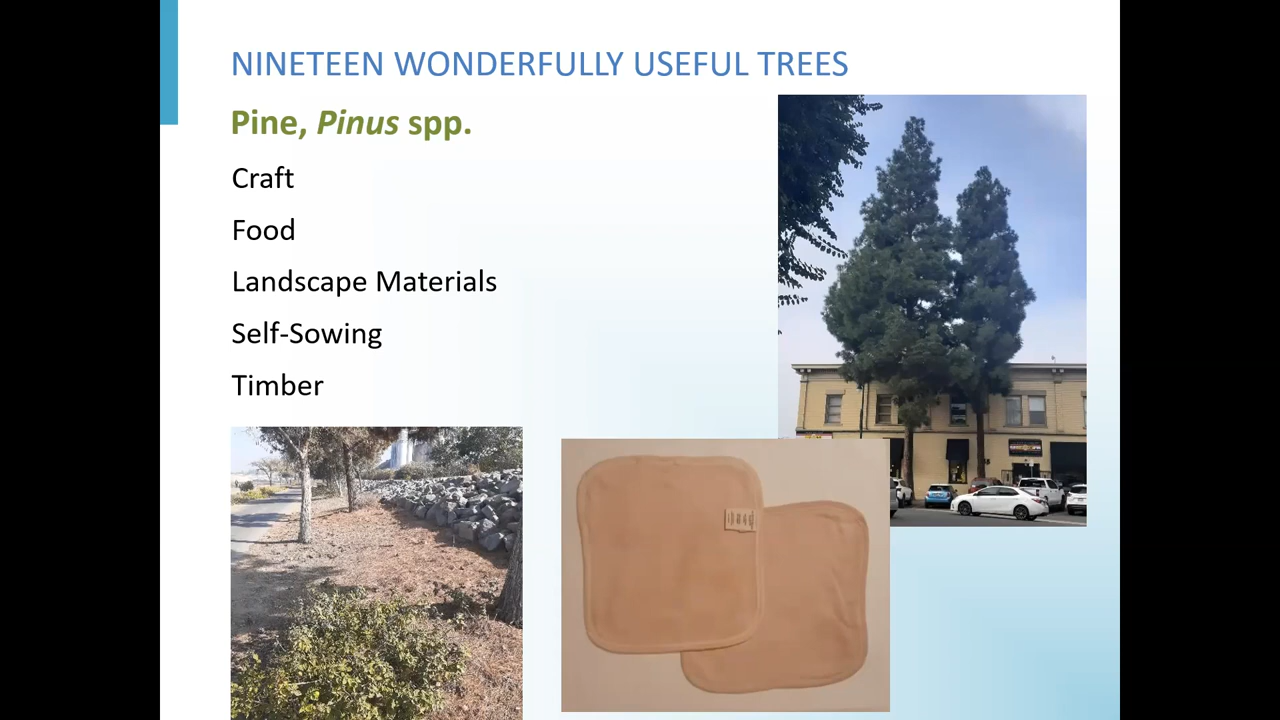 NINETEEN WONDERFULLY USEFUL TREES
Pine, Pinus spp.
Craft
Food
Landscape Materials
Self-Sowing
Timber